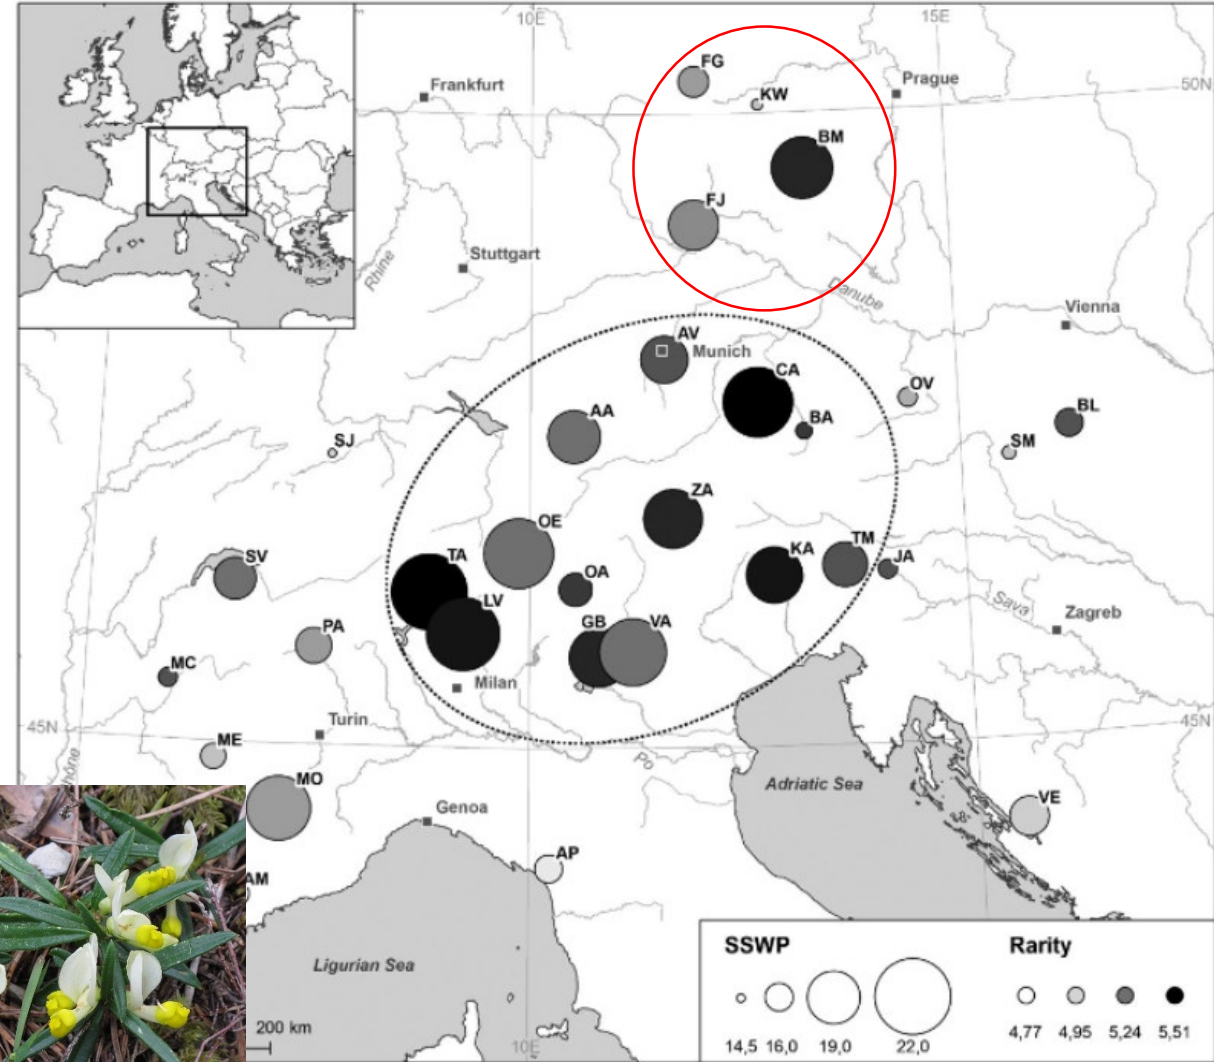 10E
15E
FG
Prague
Frankfurt
KW
50N
BM
FJ
Stuttgart
Rhine
Danube
Vienna
AV
Munich
CA
OV
AA
BA
BL
SJ
SM
ZA
OE
TM
KA
SV
TA
JA
OA
LV
Sava
Zagreb
PA
GB
VA
MC
Milan
45N
Turin
45N
ME
Po
hône
MO
Adriatic Sea
VE
Genoa
AP
AM
SSWP
Rarity
Ligurian Sea
200 km
14,5 16,0 19,0 22,0
4,77 4,95 5,24 5,51
10E